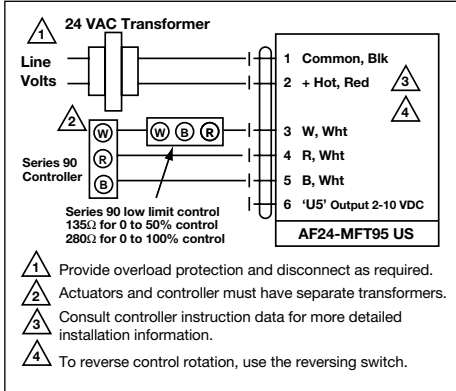 1 24 VAC Transformer
Line
Volts
1 Common, Blk
2 + Hot, Red
3
4
2
Series 90
Controller
W
R
B
W B R
3 W, Wht
4 R, Wht
5 B, Wht
6 ‘U5’ Output 2-10 VDC
Series 90 low limit control
135Ω for 0 to 50% control
280Ω for 0 to 100% control
AF24-MFT95 US
1 Provide overload protection and disconnect as required.
2 Actuators and controller must have separate transformers.
3 Consult controller instruction data for more detailed
installation information.
4 To reverse control rotation, use the reversing switch.